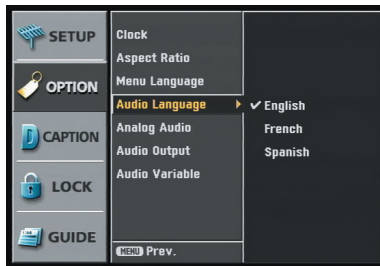 SETUP
OPTION
CAPTION
LOCK
GUIDE
Clock
Aspect Ratio
Menu Language
Audio Language
Analog Audio
Audio Output
Audio Variable
MENU Prev.
English
French
Spanish